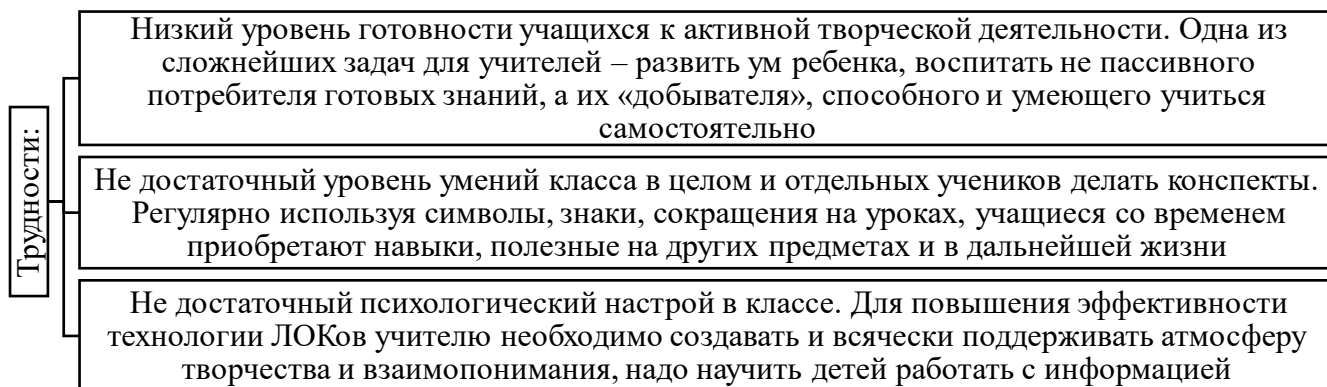 Трудности:
Низкий уровень готовности учащихся к активной творческой деятельности. Одна из
сложнейших задач для учителей – развить ум ребенка, воспитать не пассивного
потребителя готовых знаний, а их «добывателя», способного и умеющего учиться
самостоятельно
Не достаточный уровень умений класса в целом и отдельных учеников делать конспекты.
Регулярно используя символы, знаки, сокращения на уроках, учащиеся со временем
приобретают навыки, полезные на других предметах и в дальнейшей жизни
Не достаточный психологический настрой в классе. Для повышения эффективности
технологии ЛОКов учителю необходимо создавать и всячески поддерживать атмосферу
творчества и взаимопонимания, надо научить детей работать с информацией